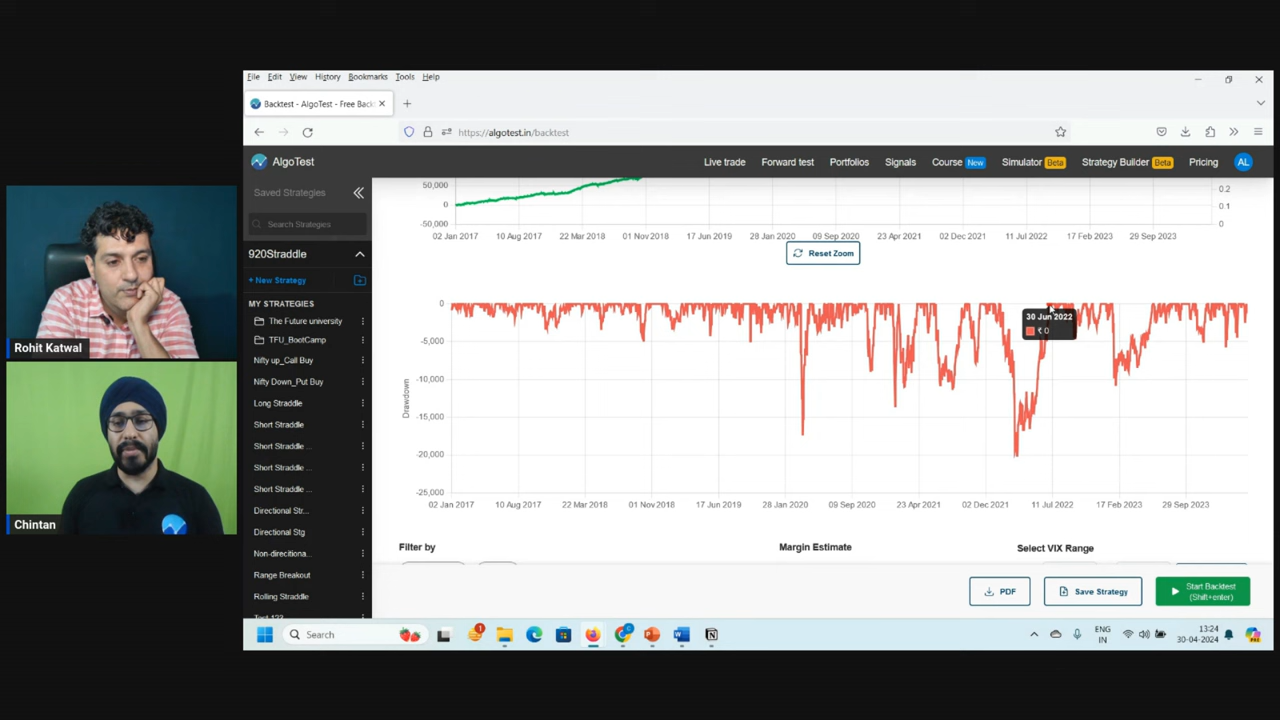 File Edit View History Bookmarks Tools Help
Backtest - AlgoTest - Free Back
https://algotest.in/backtest
AlgoTest
Live trade Forward test Portfolios Signals Course New Simulator Beta Strategy Builder Beta Pricing AL
Saved Strategies
Search Strategies
920Straddle
+ New Strategy
MY STRATEGIES
The Future university
TFU_BootCamp
Nifty up_Call Buy
Nifty Down_Put Buy
Long Straddle
Short Straddle
Short Straddle ...
Short Straddle ...
Short Straddle ...
Directional Str...
Directional Stg
Non-direcitiona...
Range Breakout
Rolling Straddle
Test 123
50,000
0
-50,000
0.2
0.1
0
02 Jan 2017 10 Aug 2017 22 Mar 2018 01 Nov 2018 17 Jun 2019 28 Jan 2020 09 Sep 2020 23 Apr 2021 02 Dec 2021 11 Jul 2022 17 Feb 2023 29 Sep 2023
Reset Zoom
0
-5,000
-10,000
-15,000
-20,000
-25,000
Drawdown
30 Jun 2022
₹ 0
02 Jan 2017 10 Aug 2017 22 Mar 2018 01 Nov 2018 17 Jun 2019 28 Jan 2020 09 Sep 2020 23 Apr 2021 02 Dec 2021 11 Jul 2022 17 Feb 2023 29 Sep 2023
Filter by
Margin Estimate
Select VIX Range
PDF
Save Strategy
Start Backtest
(Shift+enter)
Rohit Katwal
Chintan
Search
1
ENG
IN
13:24
30-04-2024